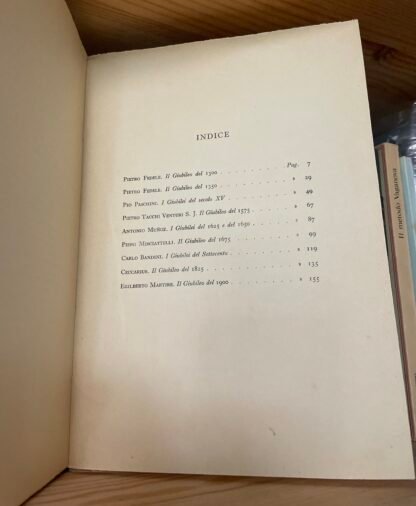 INDICE
PIETRO FEDELE. Il Giubileo del 1300 . . . . . . . . Pag. 7
PIETRO FEDELE. Il Giubileo del 1350 . . . . . . . . » 29
PIO PASCHINI. I Giubilei del secolo XV . . . . . . . » 49
PIETRO TACCHI VENTURI S. J. Il Giubileo del 1575 . . . . » 67
ANTONIO MUÑOZ. I Giubilei del 1625 e del 1650 . . . . . » 87
PIERO MISCIATTELLI. Il Giubileo del 1675 . . . . . . » 99
CARLO BANDINI. I Giubilei del Settecento . . . . . . . » 119
CECCARIUS. Il Giubileo del 1825 . . . . . . . . . » 135
EGILBERTO MARTIRE. Il Giubileo del 1900 . . . . . . » 155
Il metodo Vaganova